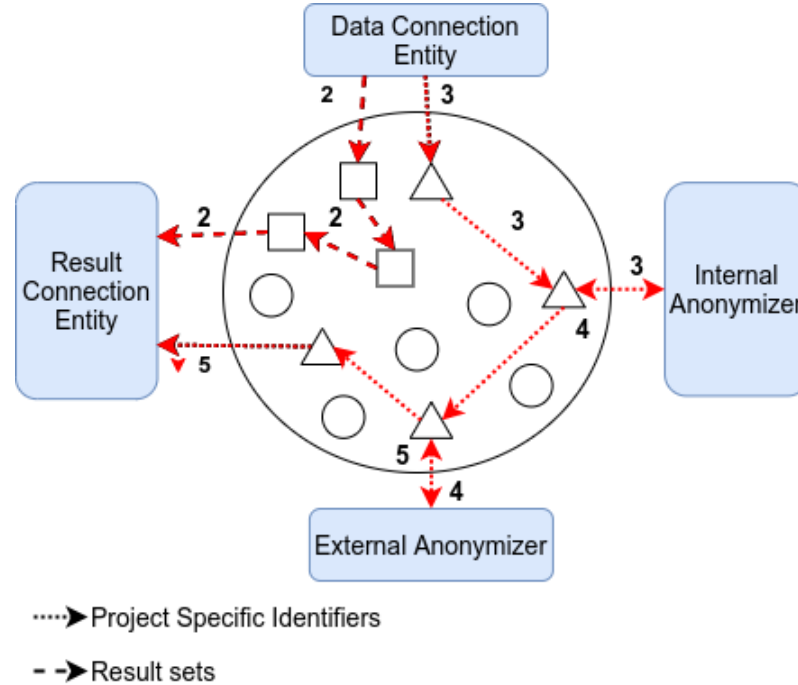 Data Connection
Entity
2
3
2
2
3
Result
Connection
Entity
3
Internal
Anonymizer
4
5
5
4
External Anonymizer
Project Specific Identifiers
Result sets